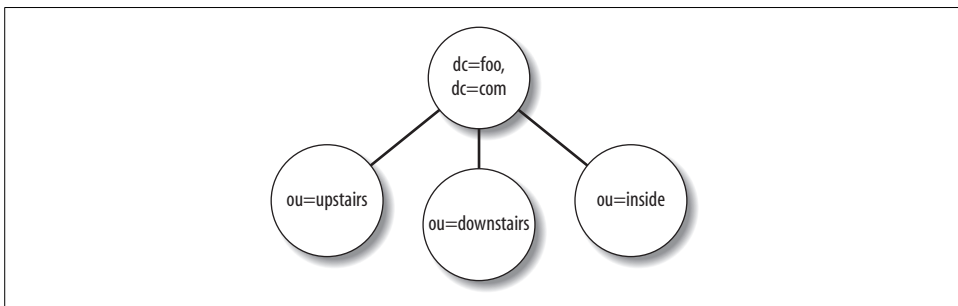 dc=foo,
dc=com
ou=upstairs
ou=downstairs
ou=inside